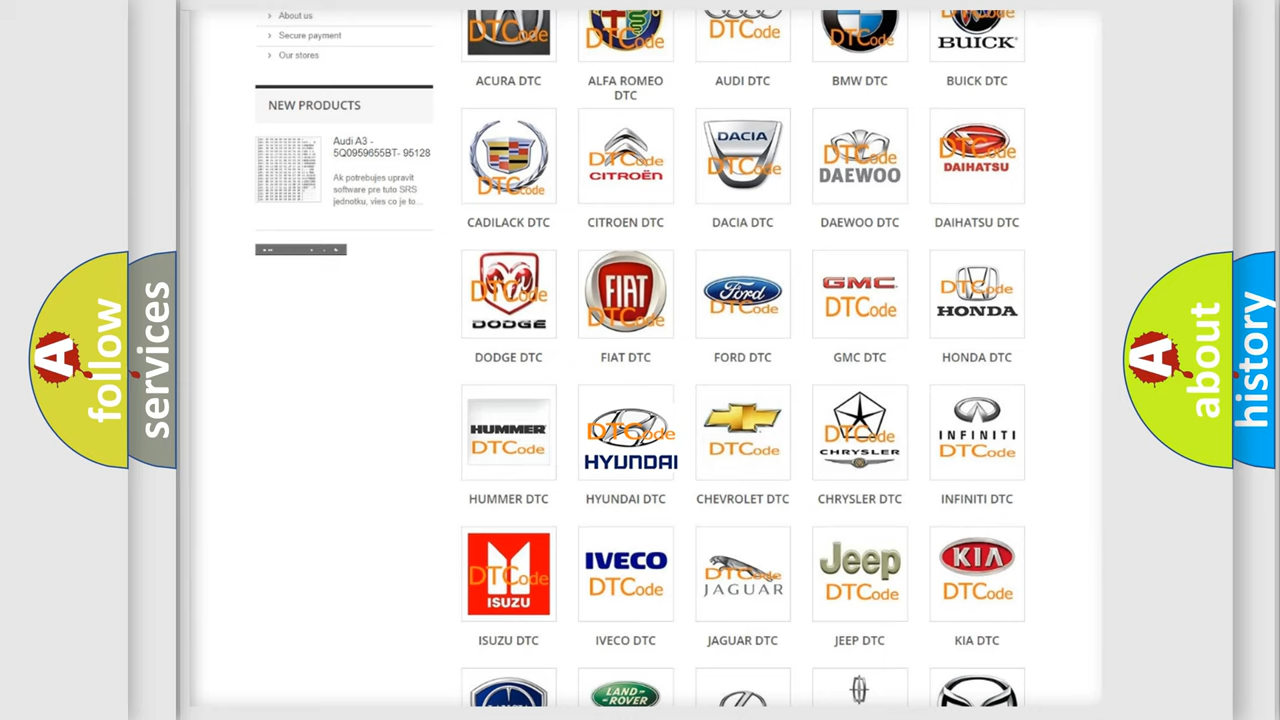 About us
Secure payment
Our stores
NEW PRODUCTS
Audi A3 -
5Q0959655BT- 95128
Ak potrebujes upravit
software pre tuto SRS
jednotku, vies co je to...
DTCode
DTCode
DTCode
DTCode
BUICK
ACURA DTC
ALFA ROMEO
DTC
AUDI DTC
BMW DTC
BUICK DTC
DTCode
DTCode
CITROËN
DACIA
DTCode
DTCode
DAEWOO
DTCode
DAIHATSU
CADILACK DTC
CITROEN DTC
DACIA DTC
DAEWOO DTC
DAIHATSU DTC
DTCode
DODGE
FIAT
DTCode
Ford
DTCode
GMC
DTCode
DTCode
HONDA
DODGE DTC
FIAT DTC
FORD DTC
GMC DTC
HONDA DTC
HUMMER
DTCode
DTCode
HYUNDAI
DTCode
DTCode
CHRYSLER
INFINITI
DTCode
HUMMER DTC
HYUNDAI DTC
CHEVROLET DTC
CHRYSLER DTC
INFINITI DTC
DTCode
ISUZU
IVECO
DTCode
DTCode
JAGUAR
Jeep
DTCode
KIA
DTCode
ISUZU DTC
IVECO DTC
JAGUAR DTC
JEEP DTC
KIA DTC
LAND-
ROVER
A
follow
services
A
about
history